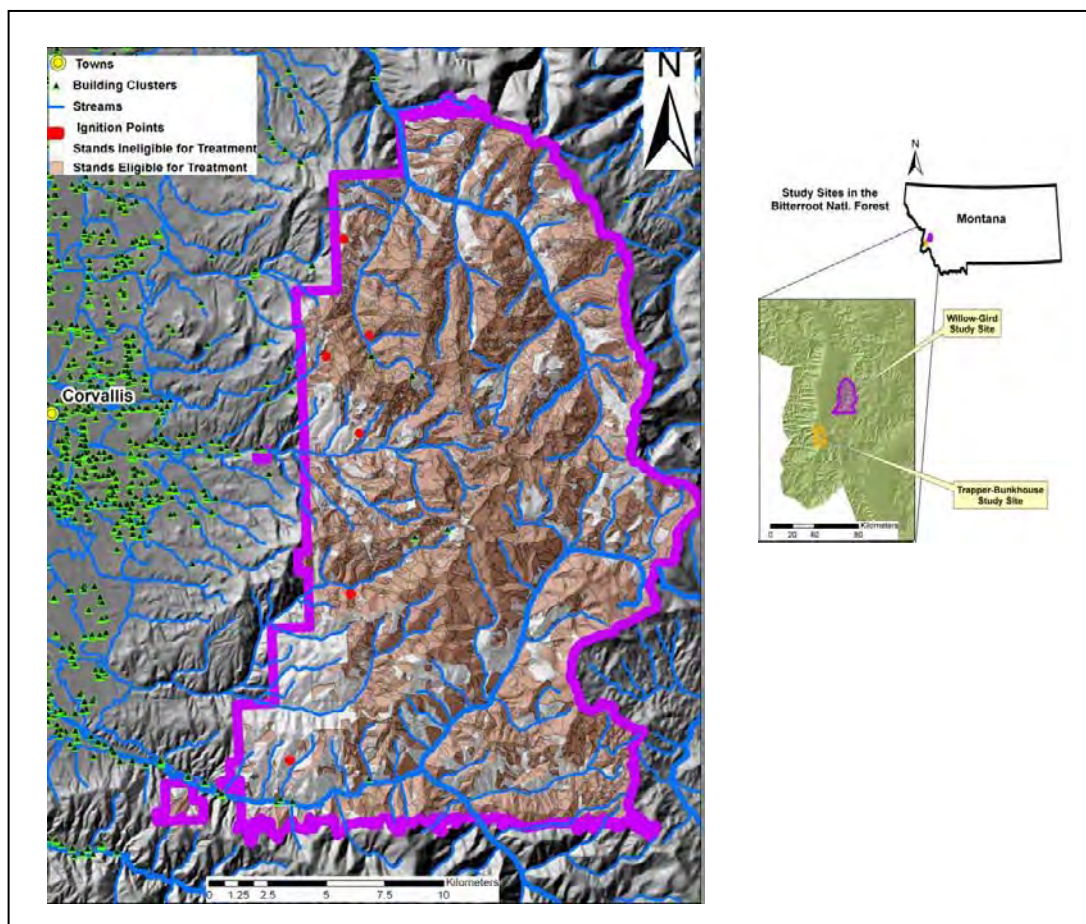 Towns
Building Clusters
Streams
Ignition Points
Stands Ineligible for Treatment
Stands Eligible for Treatment
N
Corvallis
Kilometers
0 1.25 2.5 5 7.5 10
N
Study Sites in the
Bitterroot Natl. Forest
Montana
Willow-Gird
Study Site
Trapper-Bunkhouse
Study Site
Kilometers
0 20 40 80